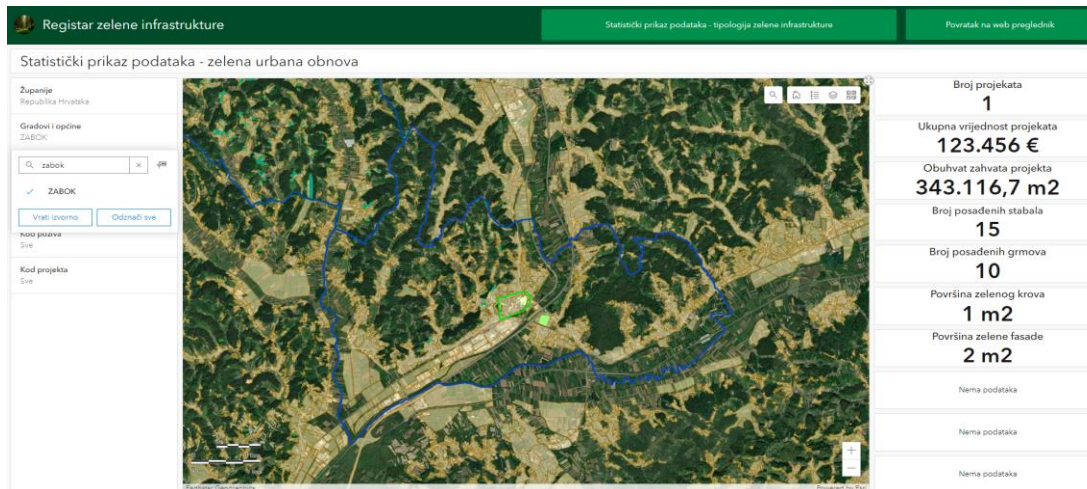 Registar zelene infrastrukture
Statistički prikaz podataka - tipologija zelene infrastrukture
Povratak na web preglednik
Statistički prikaz podataka - zelena urbana obnova
Županije
Republika Hrvatska
Gradovi i općine
ZABOK
zabok
ZABOK
Vrati izvorno
Odznači sve
Kod poziva
Sve
Kod projekta
Sve
Broj projekata
1
Ukupna vrijednost projekata
123.456 €
Obuhvat zahvata projekta
343.116,7 m2
Broj posađenih stabala
15
Broj posađenih grmova
10
Površina zelenog krova
1 m2
Površina zelene fasade
2 m2
Nema podataka
Nema podataka
Nema podataka
Powered by Esri